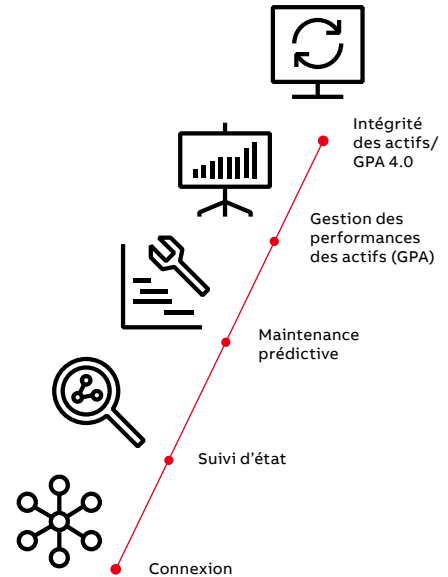 Intégrité
des actifs/
GPA 4.0
Gestion des
performances
des actifs (GPA)
Maintenance
prédictive
Suivi d'état
Connexion